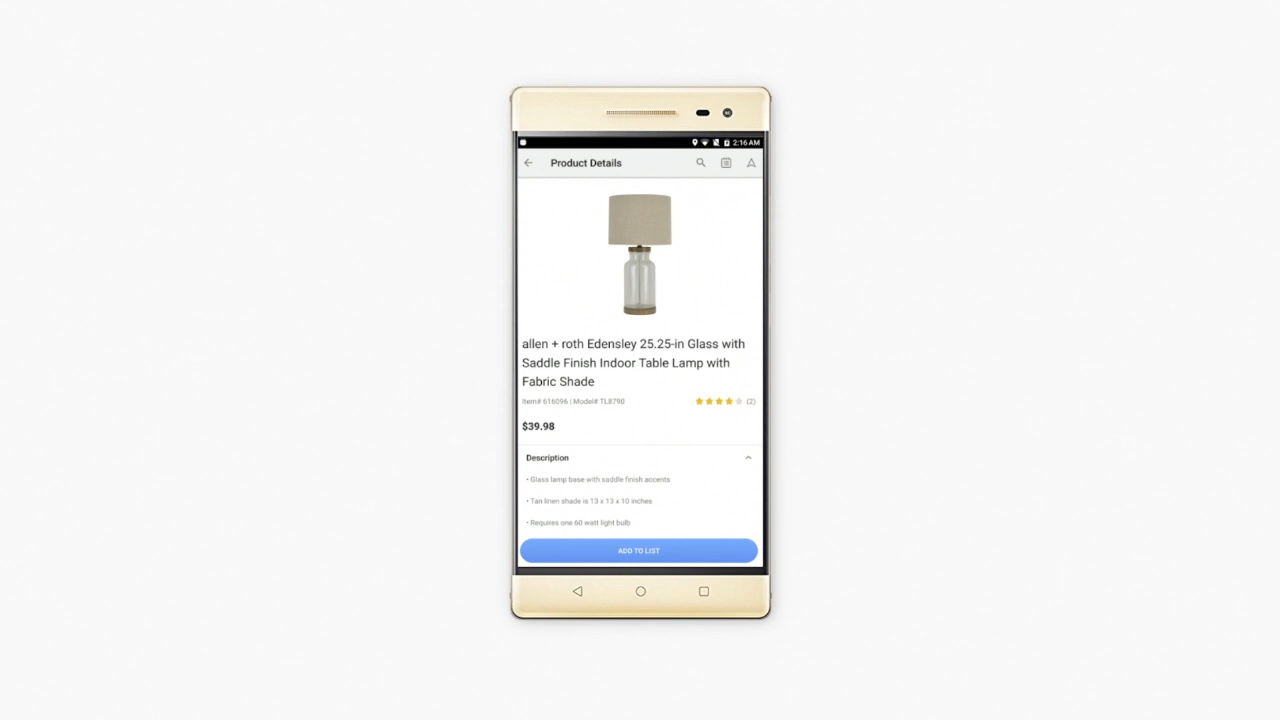 2:16 AM
Product Details
allen + roth Edensley 25.25-in Glass with
Saddle Finish Indoor Table Lamp with
Fabric Shade
Item# 616096 | Model# TL8790
(2)
$39.98
Description
• Glass lamp base with saddle finish accents
• Tan linen shade is 13 x 13 x 10 inches
• Requires one 60 watt light bulb
ADD TO LIST